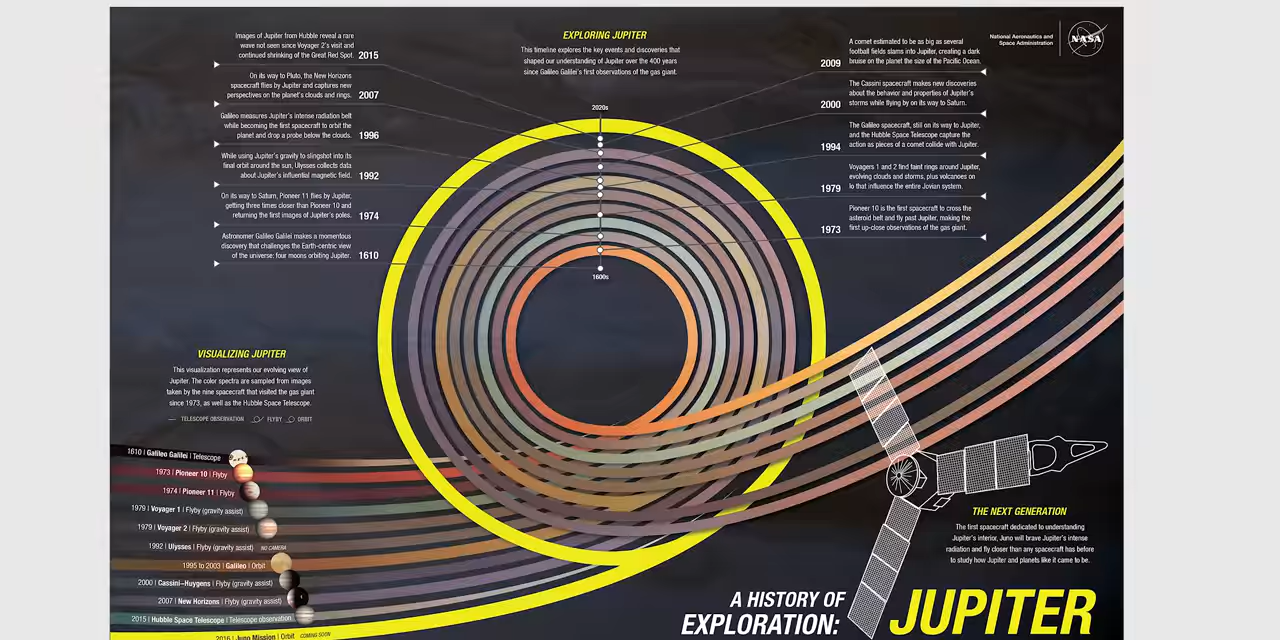 Images of Jupiter from Hubble reveal a rare
wave not seen since Voyager 2's visit and
continued shrinking of the Great Red Spot.
2015
On its way to Pluto, the New Horizons
spacecraft flies by Jupiter and captures new
perspectives on the planet's clouds and rings.
2007
Galileo measures Jupiter's intense radiation belt
while becoming the first spacecraft to orbit the
planet and drop a probe below the clouds.
1996
While using Jupiter's gravity to slingshot into its
final orbit around the sun, Ulysses collects data
about Jupiter's influential magnetic field.
1992
On its way to Saturn, Pioneer 11 flies by Jupiter,
getting three times closer than Pioneer 10 and
returning the first images of Jupiter's poles.
1974
Astronomer Galileo Galilei makes a momentous
discovery that challenges the Earth-centric view
of the universe: four moons orbiting Jupiter.
1610
EXPLORING JUPITER
This timeline explores the key events and discoveries that
shaped our understanding of Jupiter over the 400 years
since Galileo Galilei's first observations of the gas giant.
2020s
1600s
National Aeronautics and
Space Administration
NASA
A comet estimated to be as big as several
football fields slams into Jupiter, creating a dark
bruise on the planet the size of the Pacific Ocean.
2009
The Cassini spacecraft makes new discoveries
about the behavior and properties of Jupiter's
storms while flying by on its way to Saturn.
2000
The Galileo spacecraft, still on its way to Jupiter,
and the Hubble Space Telescope capture the
action as pieces of a comet collide with Jupiter.
1994
Voyagers 1 and 2 find faint rings around Jupiter,
evolving clouds and storms, plus volcanoes on
Io that influence the entire Jovian system.
1979
Pioneer 10 is the first spacecraft to cross the
asteroid belt and fly past Jupiter, making the
first up-close observations of the gas giant.
1973
VISUALIZING JUPITER
This visualization represents our evolving view of
Jupiter. The color spectra are sampled from images
taken by the nine spacecraft that visited the gas giant
since 1973, as well as the Hubble Space Telescope.
TELESCOPE OBSERVATION FLYBY ORBIT
1610 | Galileo Galilei | Telescope
1973 | Pioneer 10 | Flyby
1974 | Pioneer 11 | Flyby
1979 | Voyager 1 | Flyby (gravity assist)
1979 | Voyager 2 | Flyby (gravity assist)
1992 | Ulysses | Flyby (gravity assist) NO CAMERA
1995 to 2003 | Galileo | Orbit
2000 | Cassini–Huygens | Flyby (gravity assist)
2007 | New Horizons | Flyby (gravity assist)
2015 | Hubble Space Telescope | Telescope observation
2016 | Juno Mission | Orbit COMING SOON
THE NEXT GENERATION
The first spacecraft dedicated to understanding
Jupiter's interior, Juno will brave Jupiter's intense
radiation and fly closer than any spacecraft has before
to study how Jupiter and planets like it came to be.
A HISTORY OF
EXPLORATION:
JUPITER